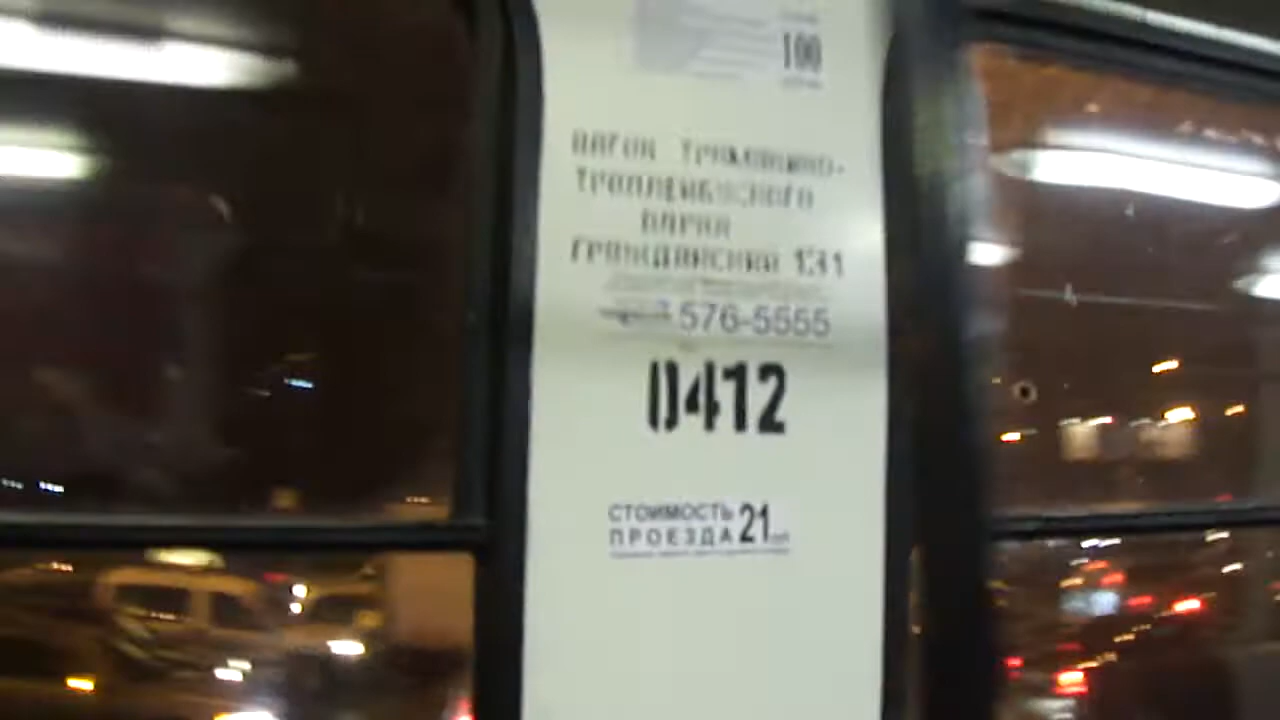 100
ВАГОН ТРАМВАЙНО-
ТРОЛЛЕЙБУСНОГО
ПАРКА
ГРАЖДАНСКИЙ 131
576-5555
0412
СТОИМОСТЬ
ПРОЕЗДА 21